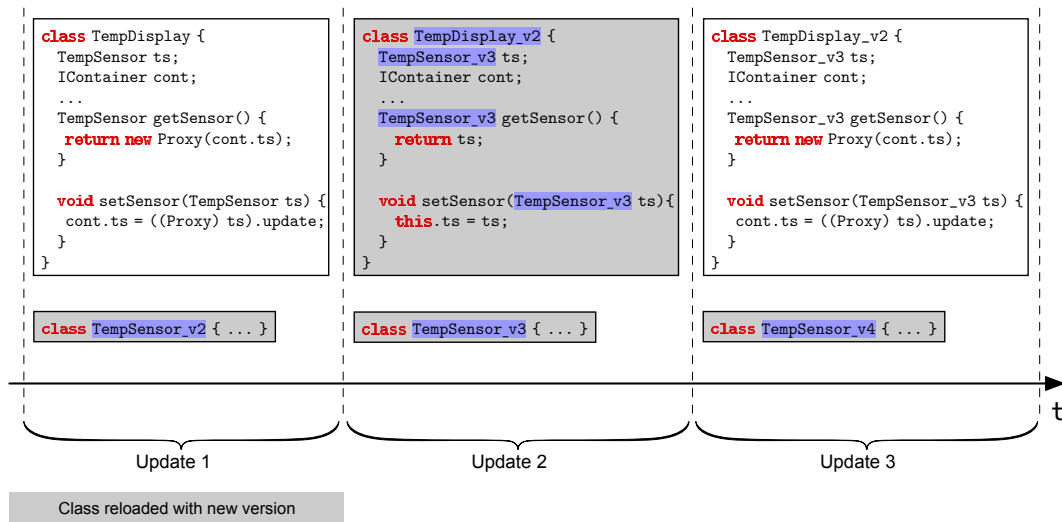 class TempDisplay {
TempSensor ts;
IContainer cont;
...
TempSensor getSensor() {
return new Proxy(cont.ts);
}
void setSensor(TempSensor ts) {
cont.ts = ((Proxy) ts).update;
}
}
class TempSensor_v2 { ... }
class TempDisplay_v2 {
TempSensor_v3 ts;
IContainer cont;
...
TempSensor_v3 getSensor() {
return ts;
}
void setSensor(TempSensor_v3 ts){
this.ts = ts;
}
}
class TempSensor_v3 { ... }
class TempDisplay_v2 {
TempSensor_v3 ts;
IContainer cont;
...
TempSensor_v3 getSensor() {
return new Proxy(cont.ts);
}
void setSensor(TempSensor_v3 ts) {
cont.ts = ((Proxy) ts).update;
}
}
class TempSensor_v4 { ... }
t
Update 1
Update 2
Update 3
Class reloaded with new version